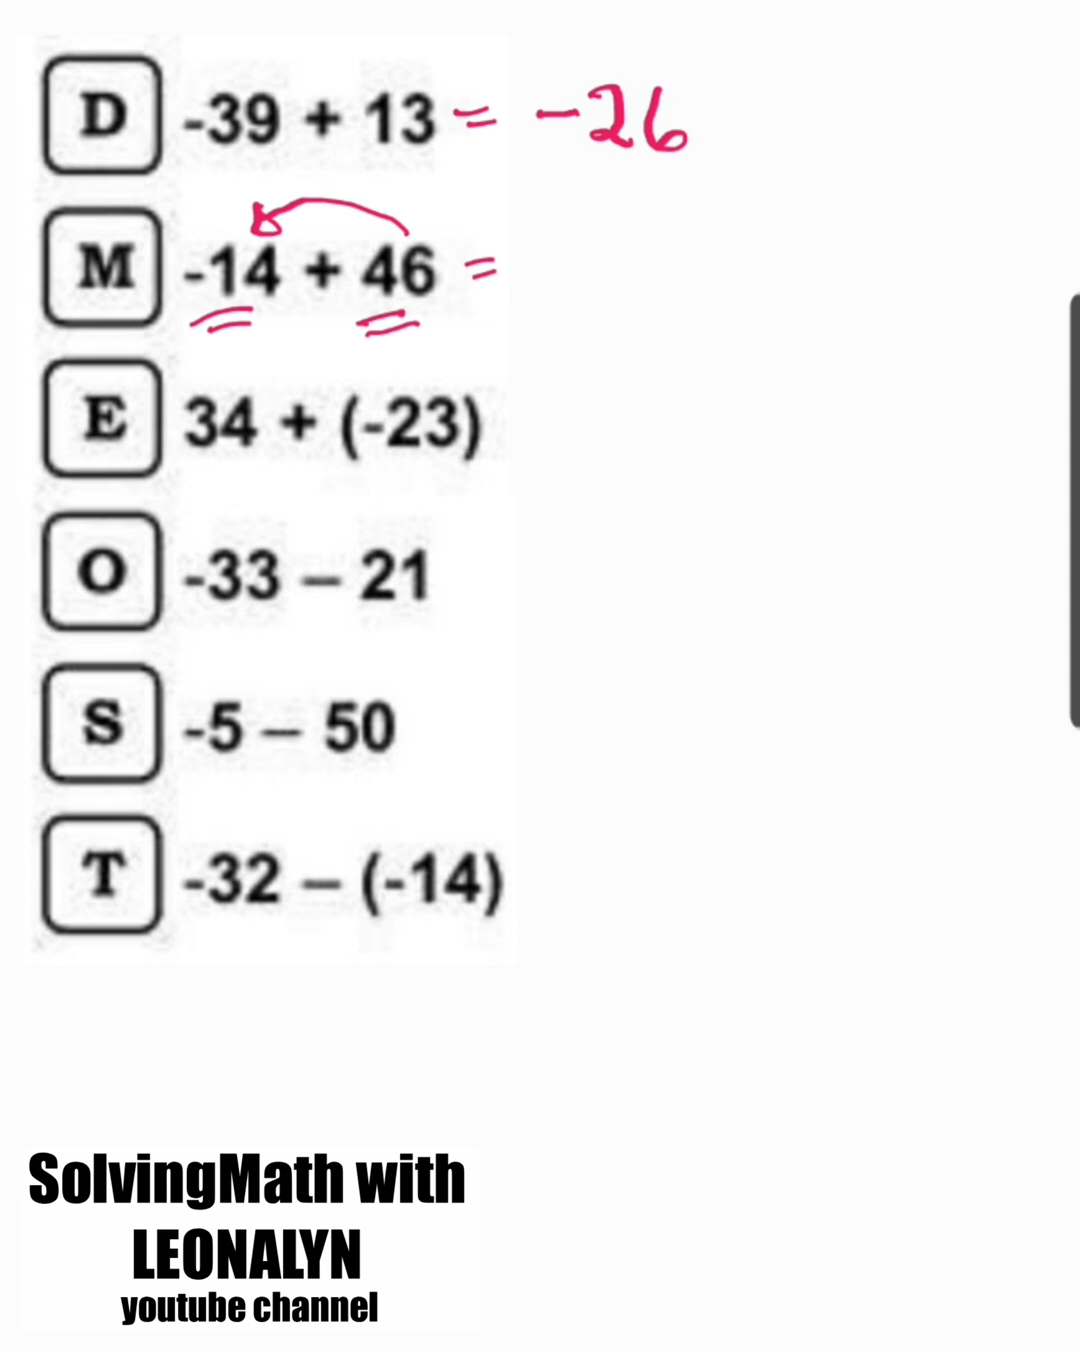 D -39 + 13 = -26
M -14 + 46 =
E 34 + (-23)
O -33 – 21
S -5 – 50
T -32 – (-14)
SolvingMath with
LEONALYN
youtube channel